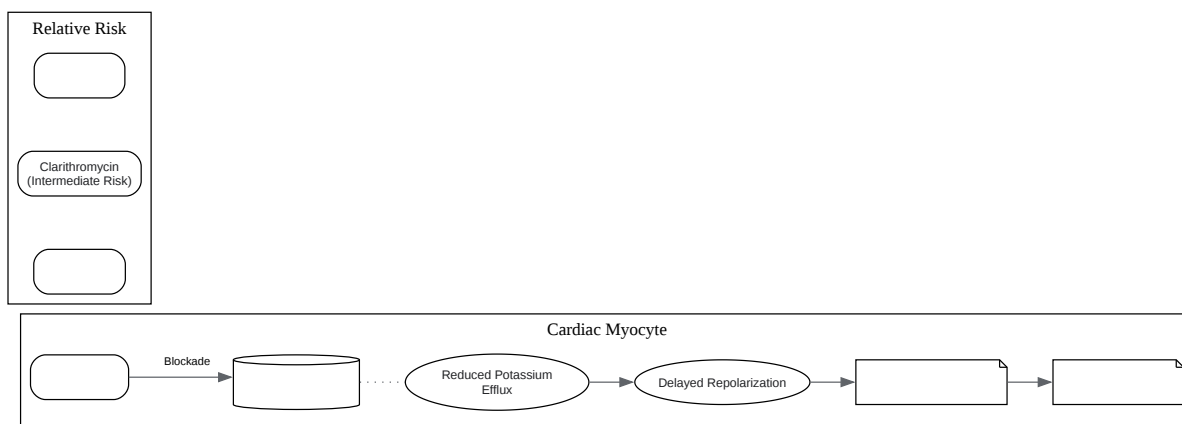 Relative Risk
Clarithromycin
(Intermediate Risk)
Cardiac Myocyte
Blockade
Reduced Potassium
Efflux
Delayed Repolarization